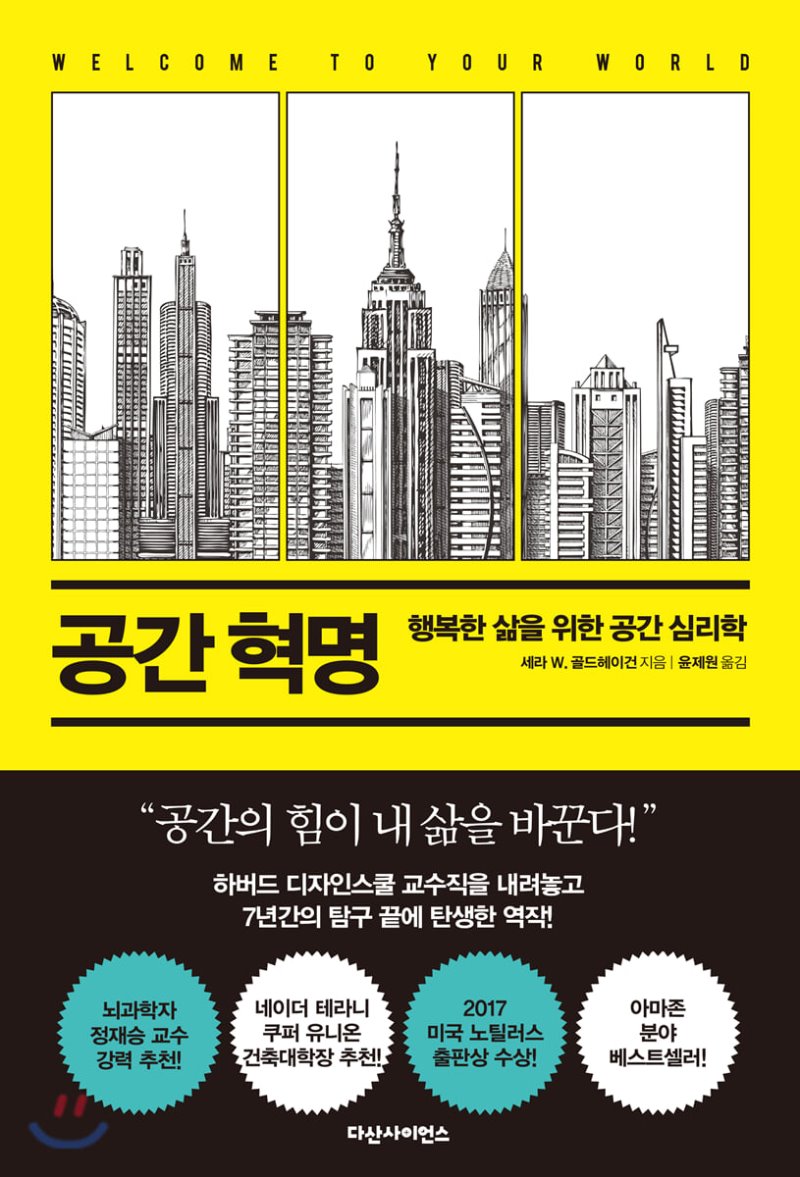 WELCOME TO YOUR WORLD
공간 혁명
행복한 삶을 위한 공간 심리학
세라 W. 골드헤이건 지음 | 윤제원 옮김
“공간의 힘이 내 삶을 바꾼다!”
하버드 디자인스쿨 교수직을 내려놓고
7년간의 탐구 끝에 탄생한 역작!
뇌과학자
정재승 교수
강력 추천!
네이더 테라니
쿠퍼 유니온
건축대학장 추천!
2017
미국 노틸러스
출판상 수상!
아마존
분야
베스트셀러!
다산사이언스